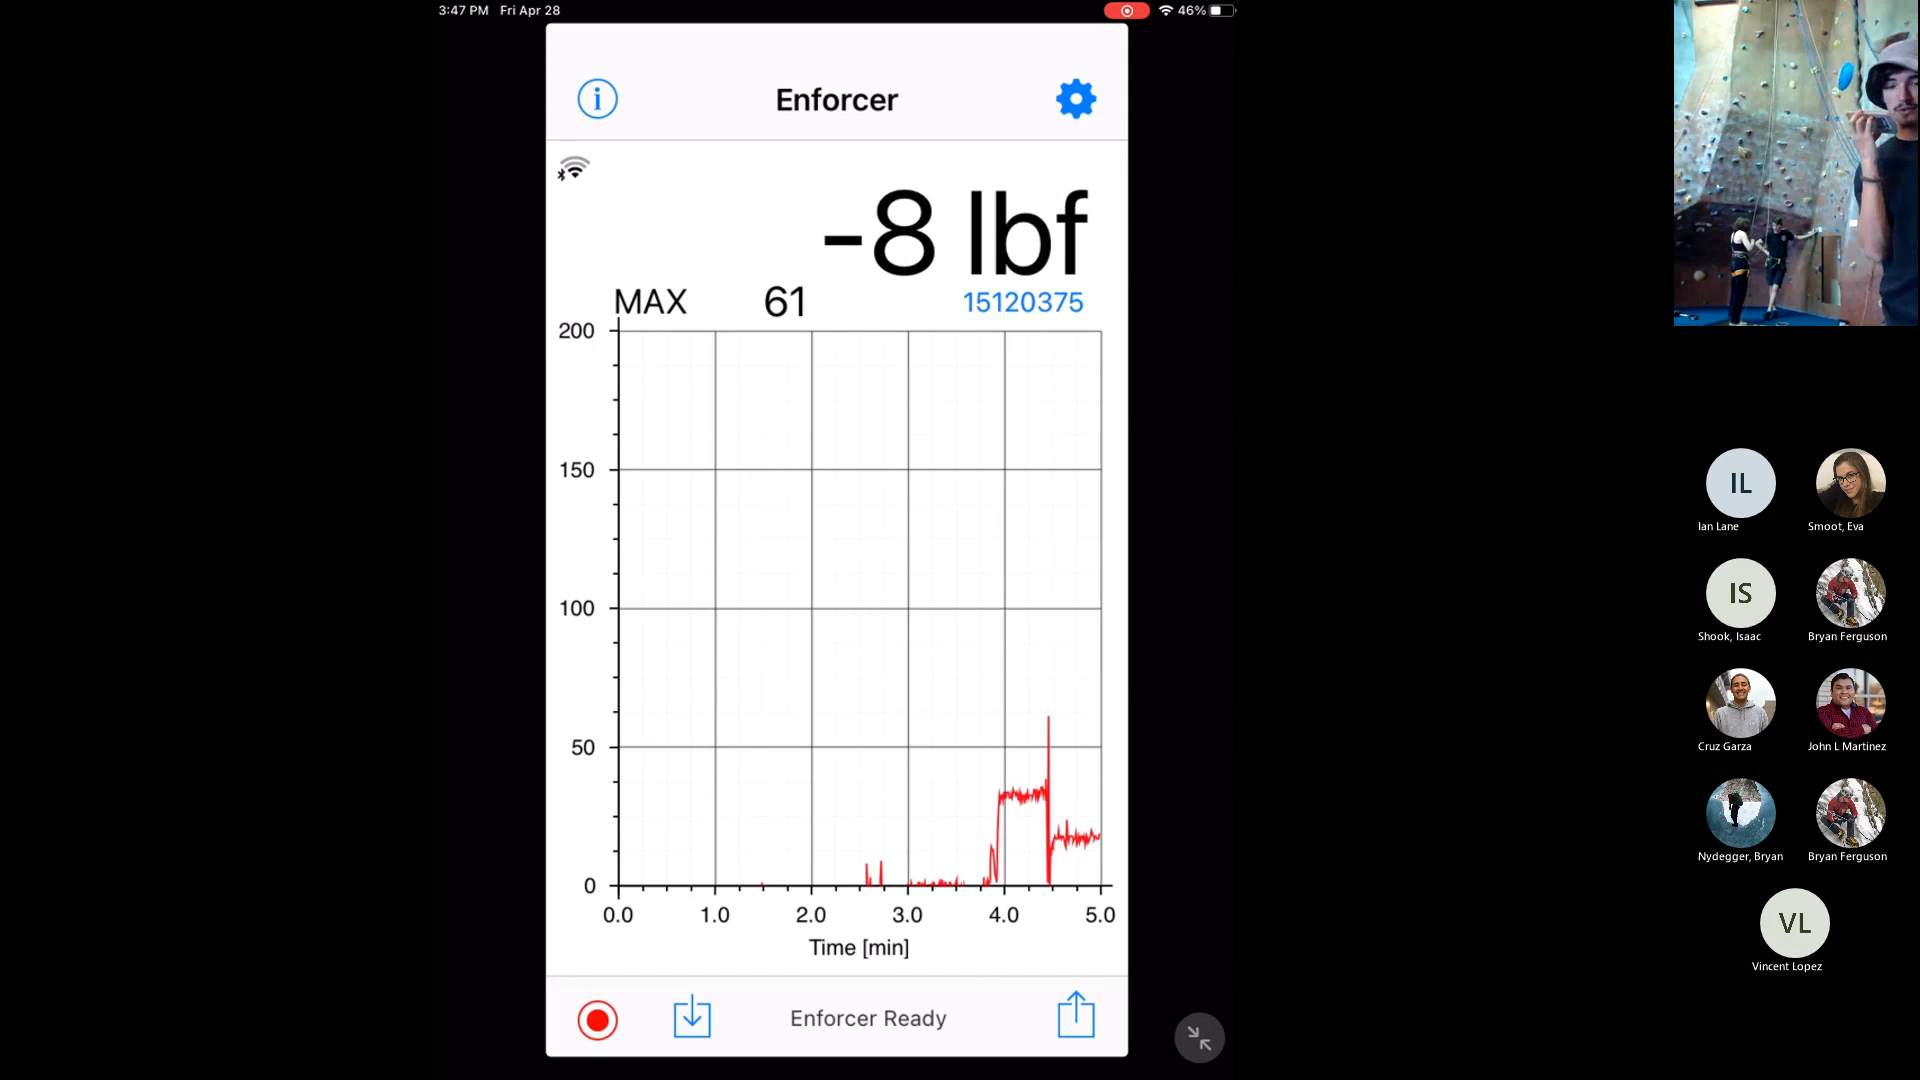 3:47 PM Fri Apr 28
46%
Enforcer
-8 lbf
MAX 61
15120375
200
150
100
50
0
0.0 1.0 2.0 3.0 4.0 5.0
Time [min]
Enforcer Ready
IL
Ian Lane
Smoot, Eva
IS
Shook, Isaac
Bryan Ferguson
Cruz Garza
John L Martinez
Nydegger, Bryan
Bryan Ferguson
VL
Vincent Lopez